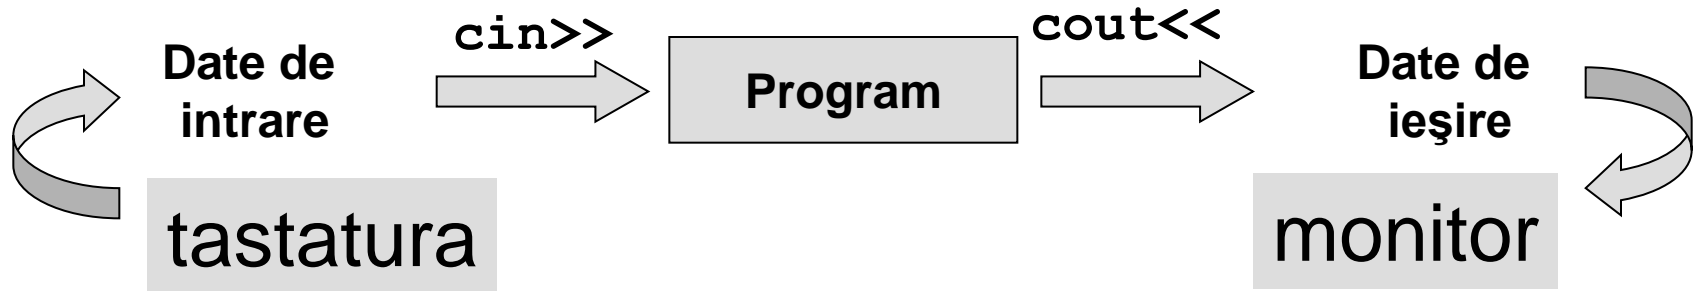 cin>>
cout<<
Date de
intrare
Program
Date de
ieşire
tastatura
monitor